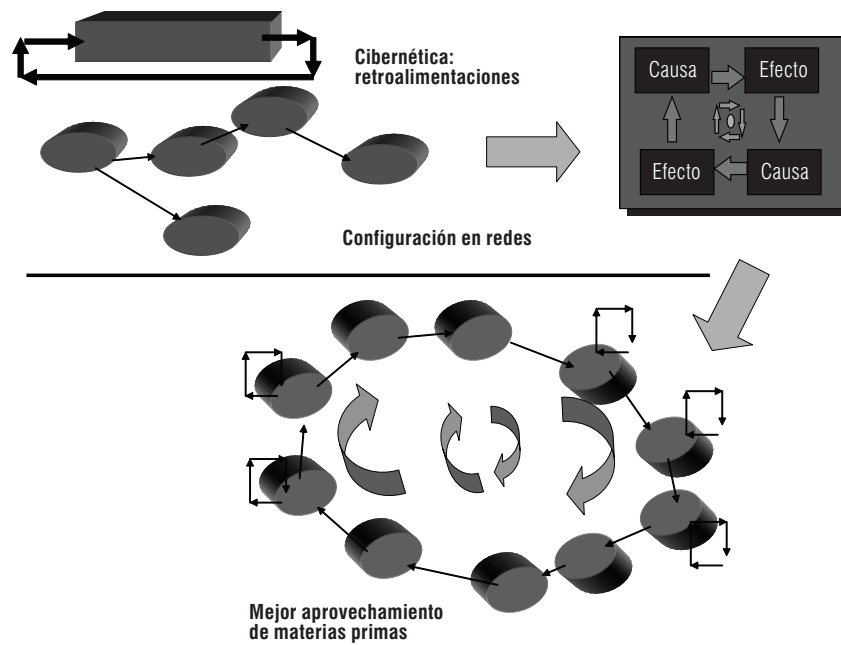 Cibernética:
retroalimentaciones
Causa
Efecto
Efecto
Causa
Configuración en redes
Mejor aprovechamiento
de materias primas